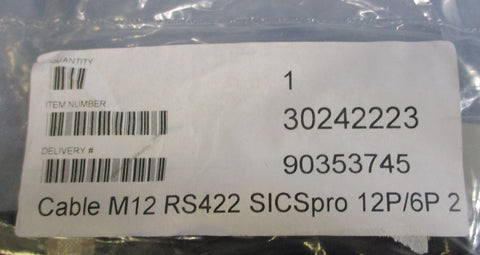 QUANTITY 1
ITEM NUMBER 30242223
DELIVERY # 90353745
Cable M12 RS422 SICSpro 12P/6P 2